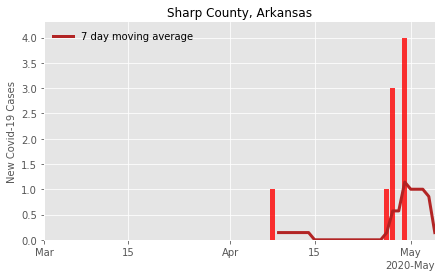 Sharp County, Arkansas
7 day moving average
New Covid-19 Cases
4.0
3.5
3.0
2.5
2.0
1.5
1.0
0.5
0.0
Mar 15 Apr 15 May
2020-May